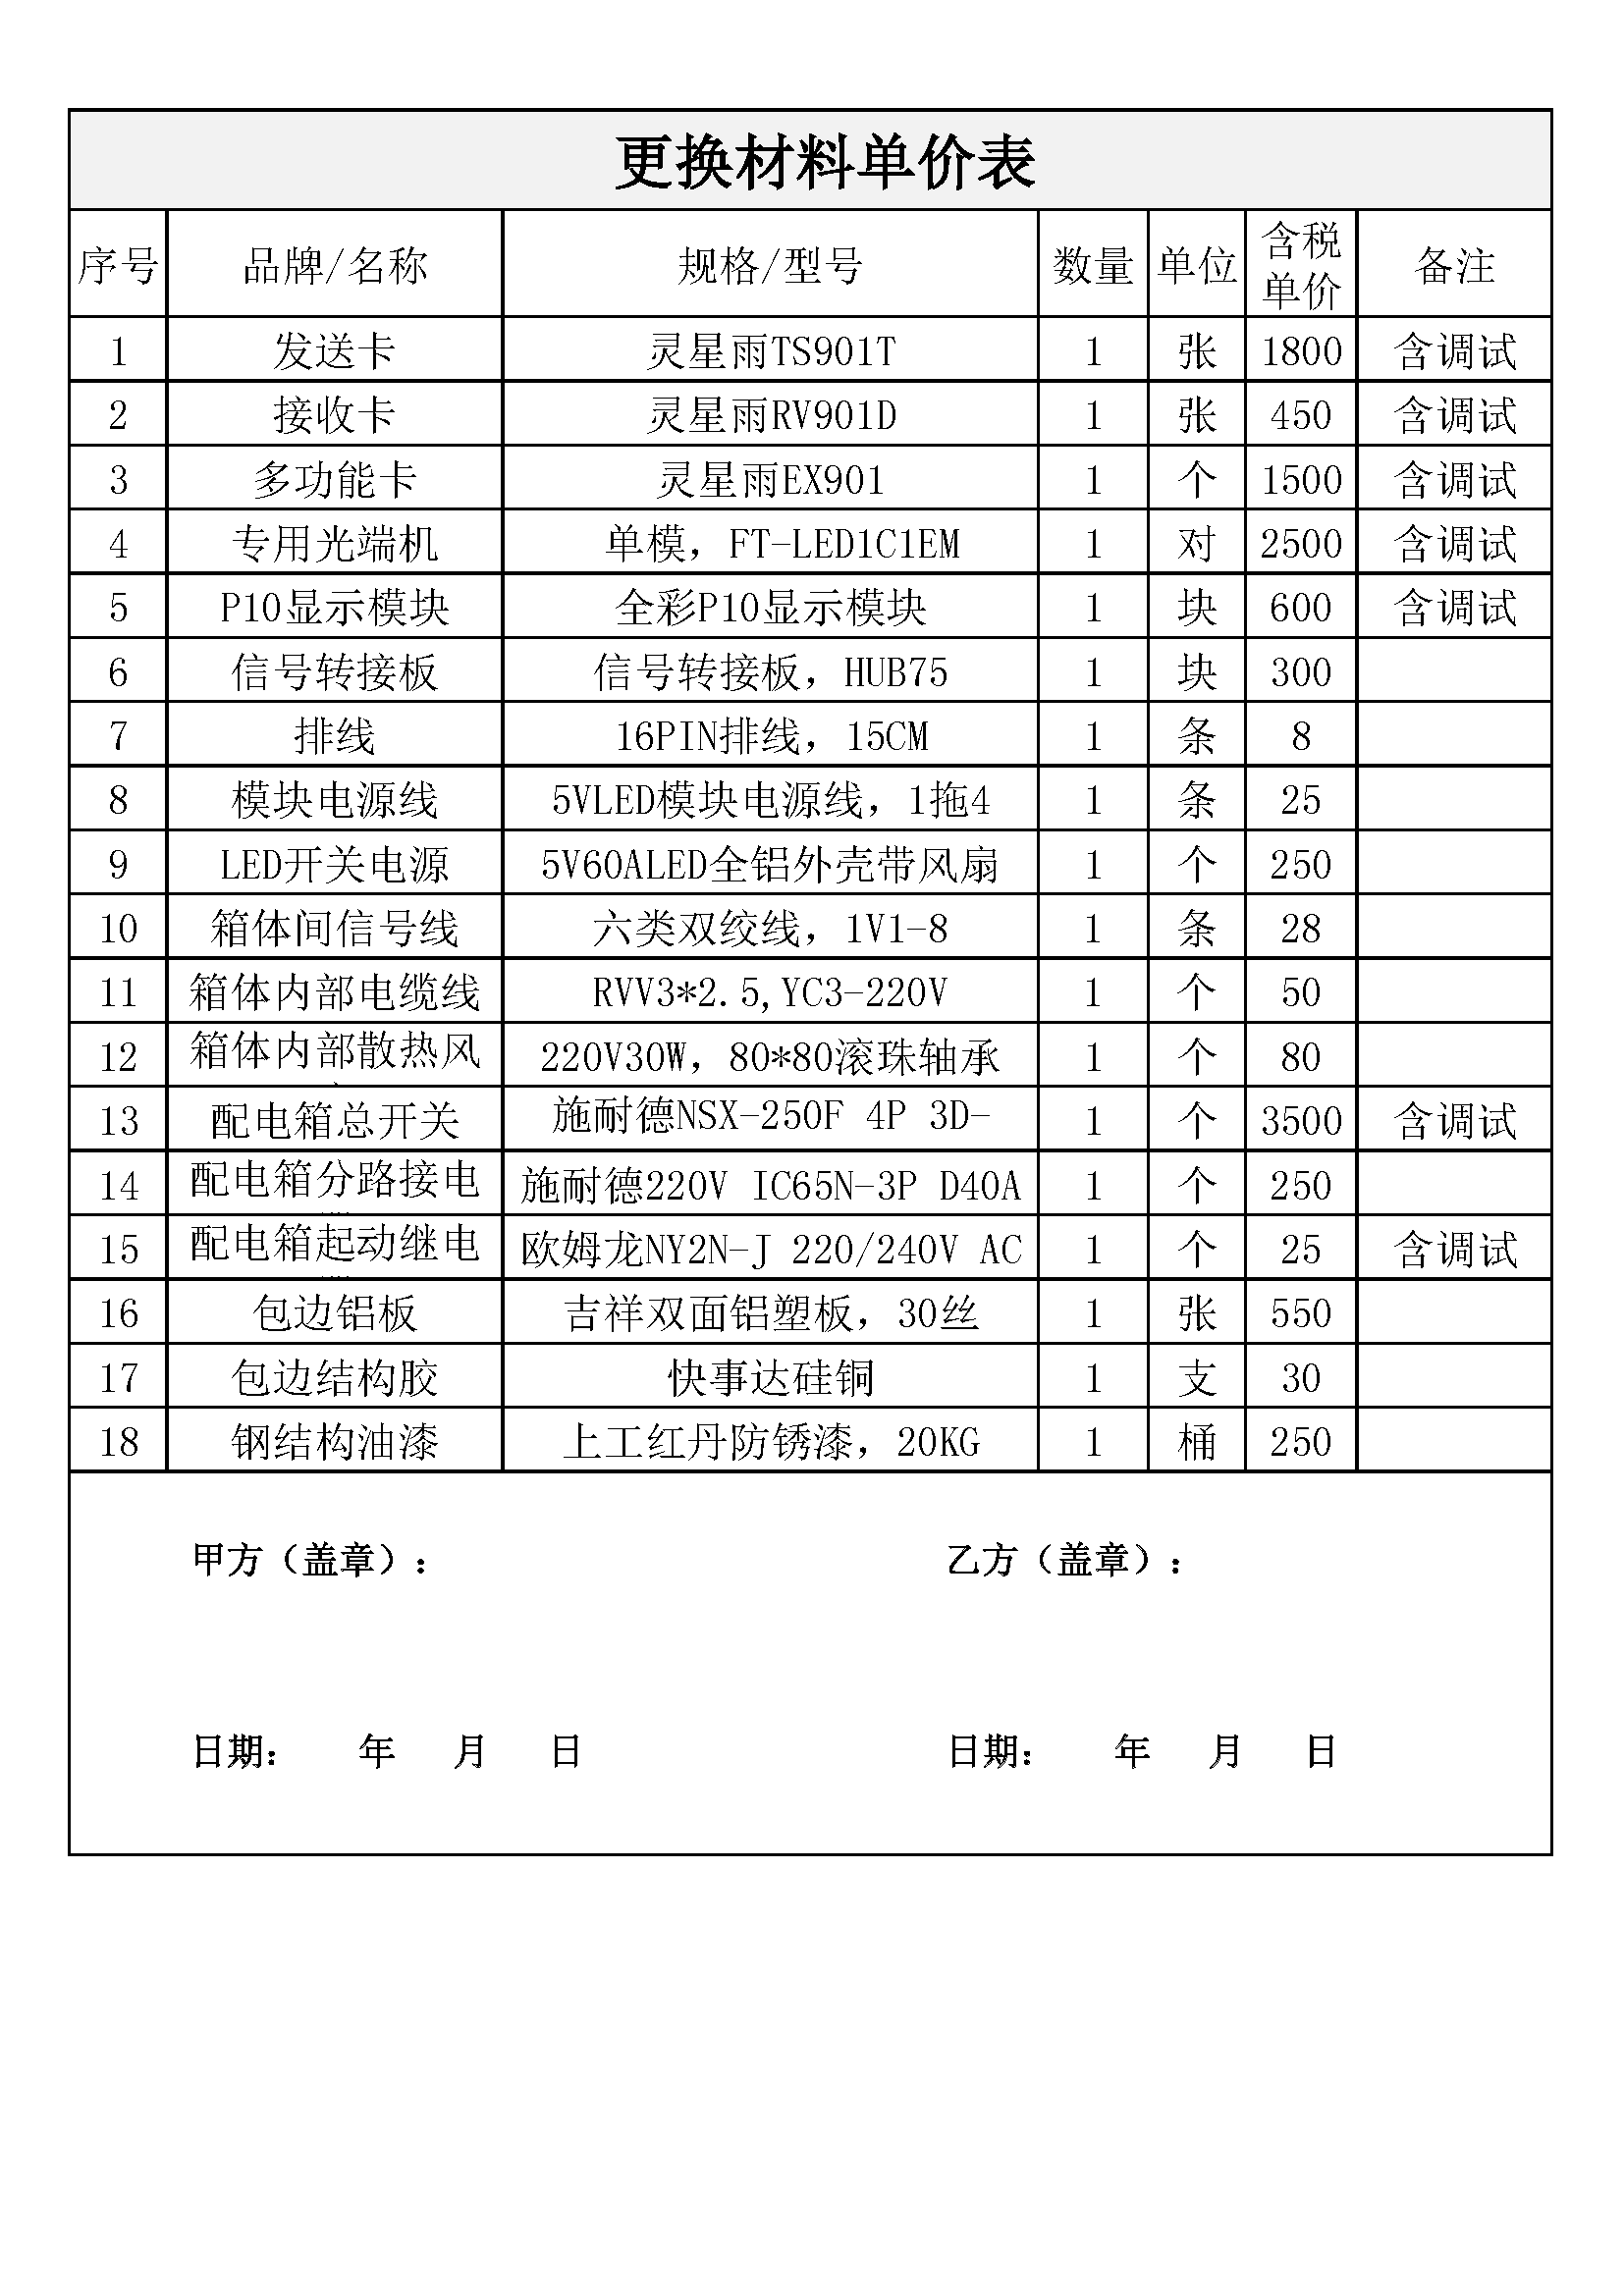 更换材料单价表
序号 品牌/名称 规格/型号 数量 单位 含税单价 备注
1 发送卡 灵星雨TS901T 1 张 1800 含调试
2 接收卡 灵星雨RV901D 1 张 450 含调试
3 多功能卡 灵星雨EX901 1 个 1500 含调试
4 专用光端机 单模，FT-LED1C1EM 1 对 2500 含调试
5 P10显示模块 全彩P10显示模块 1 块 600 含调试
6 信号转接板 信号转接板，HUB75 1 块 300
7 排线 16PIN排线，15CM 1 条 8
8 模块电源线 5VLED模块电源线，1拖4 1 条 25
9 LED开关电源 5V60ALED全铝外壳带风扇 1 个 250
10 箱体间信号线 六类双绞线，1V1-8 1 条 28
11 箱体内部电缆线 RVV3*2.5,YC3-220V 1 个 50
12 箱体内部散热风 220V30W，80*80滚珠轴承 1 个 80
13 配电箱总开关 施耐德NSX-250F 4P 3D- 1 个 3500 含调试
14 配电箱分路接电 施耐德220V IC65N-3P D40A 1 个 250
15 配电箱起动继电 欧姆龙NY2N-J 220/240V AC 1 个 25 含调试
16 包边铝板 吉祥双面铝塑板，30丝 1 张 550
17 包边结构胶 快事达硅铜 1 支 30
18 钢结构油漆 上工红丹防锈漆，20KG 1 桶 250
甲方（盖章）： 乙方（盖章）：
日期： 年 月 日 日期： 年 月 日